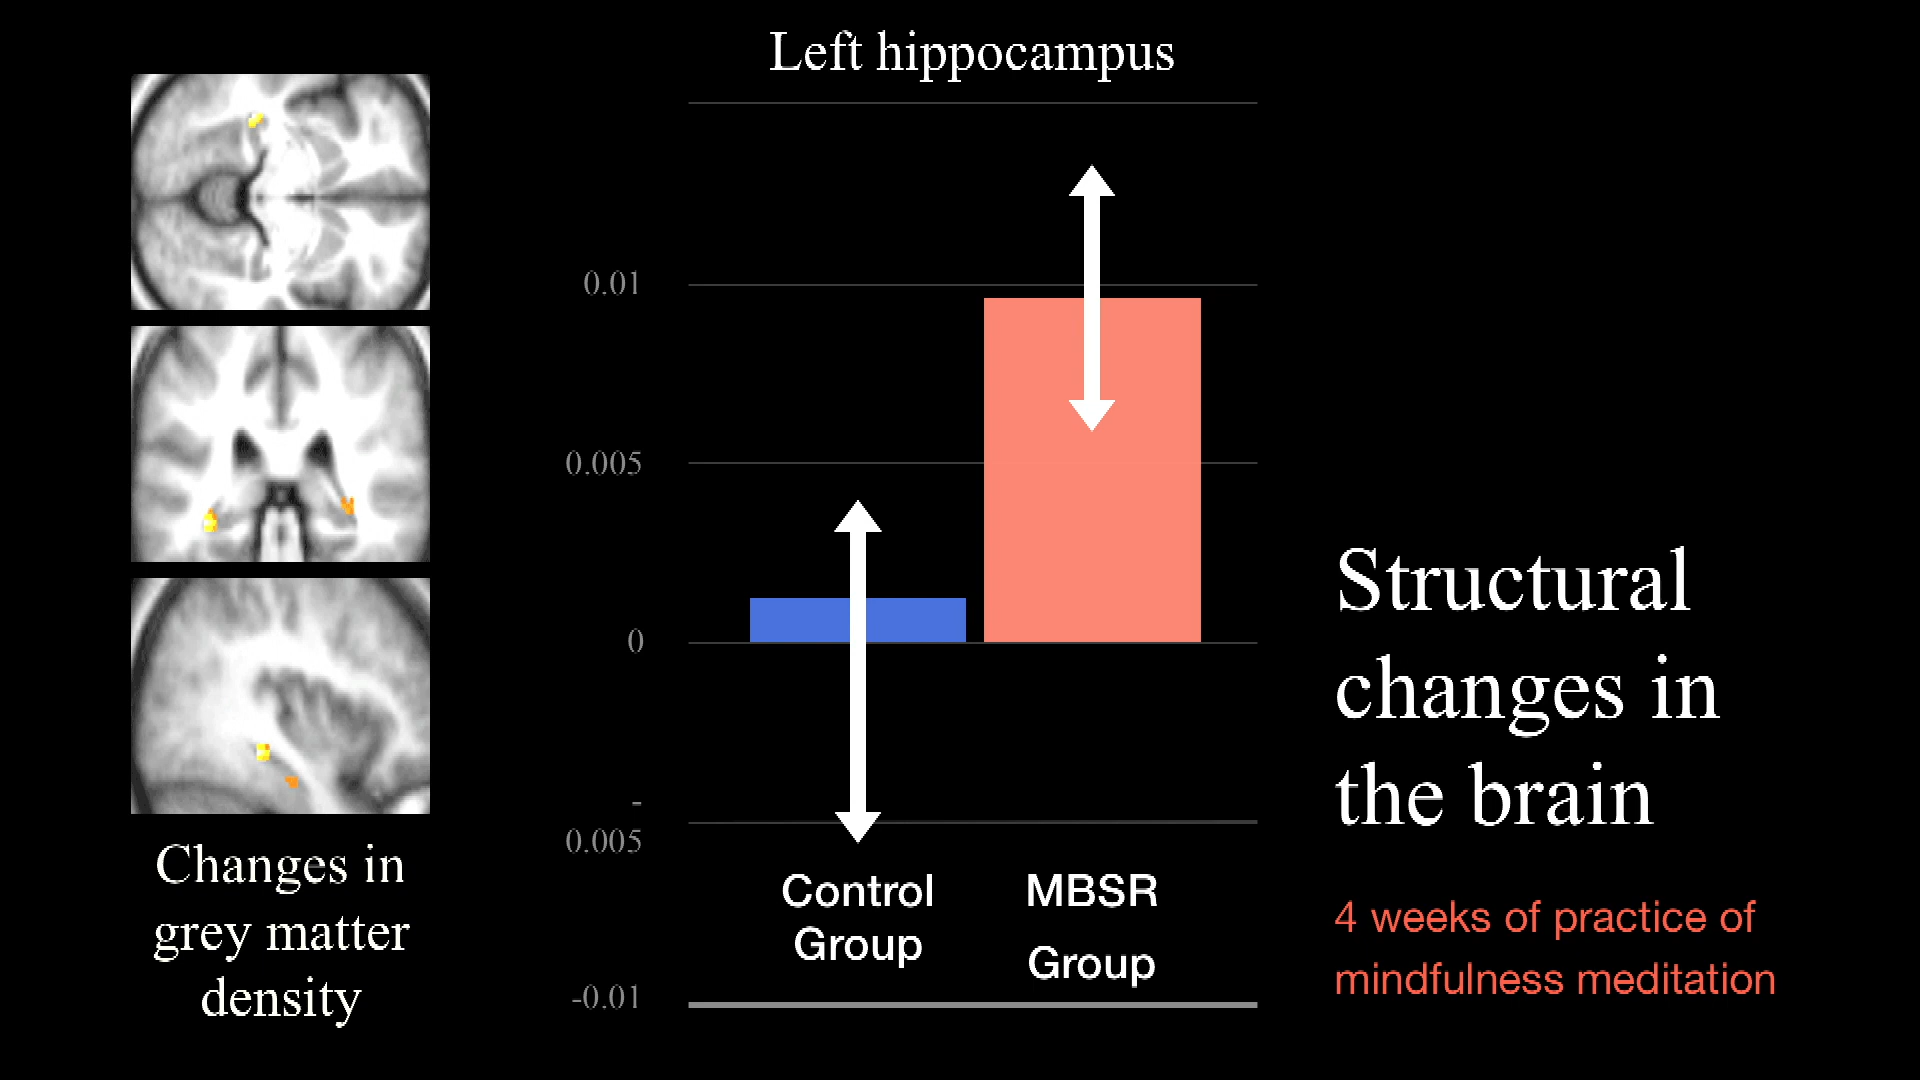 Left hippocampus
0.01
0.005
0
-
0.005
-0.01
Control
Group
MBSR
Group
Changes in
grey matter
density
Structural
changes in
the brain
4 weeks of practice of
mindfulness meditation